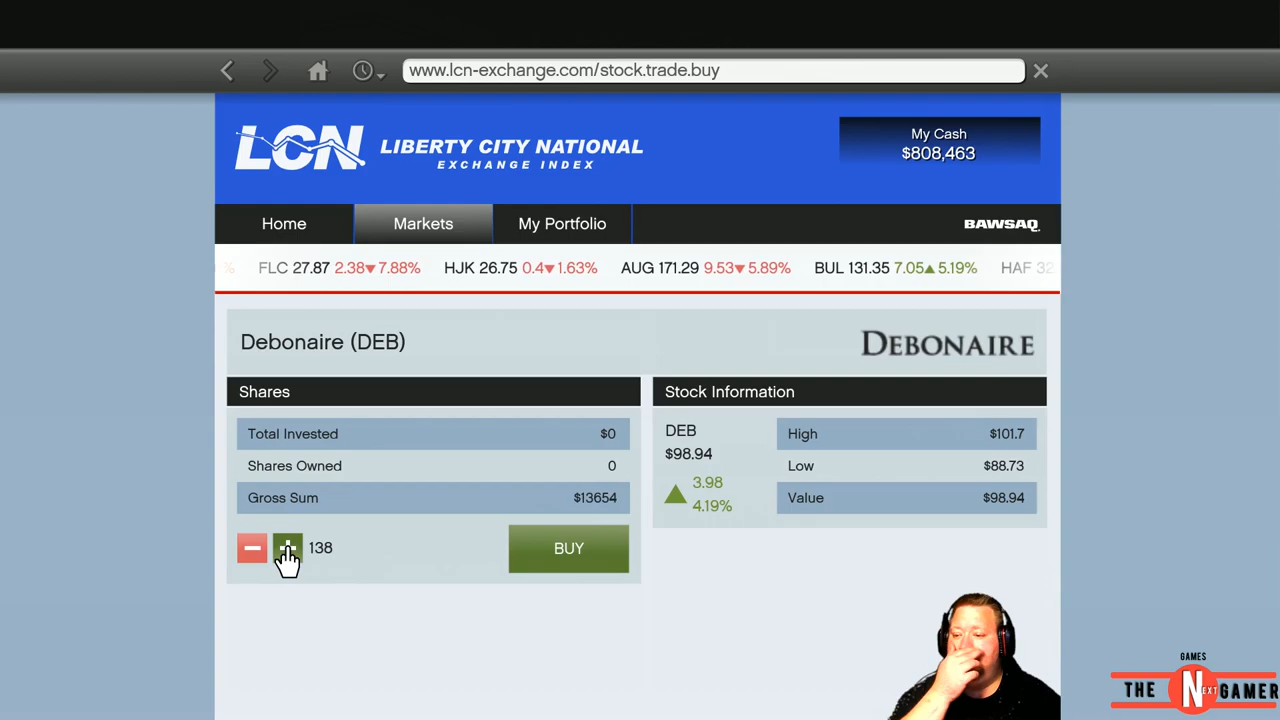 www.lcn-exchange.com/stock.trade.buy
LCN LIBERTY CITY NATIONAL
EXCHANGE INDEX
My Cash
$808,463
Home Markets My Portfolio BAWSAQ
% FLC 27.87 2.38▼7.88% HJK 26.75 0.4▼1.63% AUG 171.29 9.53▼5.89% BUL 131.35 7.05▲5.19% HAF 32
Debonaire (DEB) DEBONAIRE
Shares
Total Invested $0
Shares Owned 0
Gross Sum $13654
138 BUY
Stock Information
DEB
$98.94
3.98
4.19%
High $101.7
Low $88.73
Value $98.94
GAMES
THE NEXT GAMER